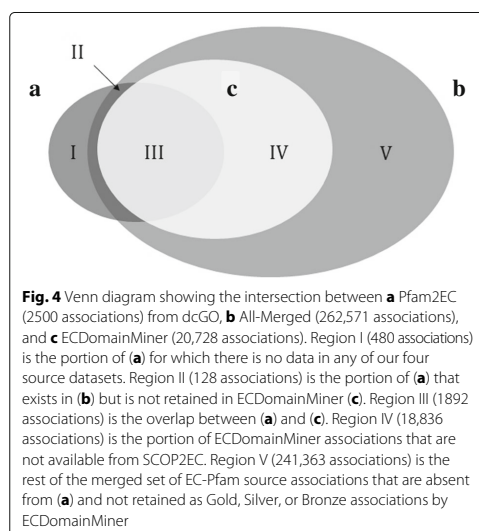 II
a
c
b
I
III
IV
V
Fig. 4 Venn diagram showing the intersection between a Pfam2EC
(2500 associations) from dcGO, b All-Merged (262,571 associations),
and c ECDomainMiner (20,728 associations). Region I (480 associations)
is the portion of (a) for which there is no data in any of our four
source datasets. Region II (128 associations) is the portion of (a) that
exists in (b) but is not retained in ECDomainMiner (c). Region III (1892
associations) is the overlap between (a) and (c). Region IV (18,836
associations) is the portion of ECDomainMiner associations that are
not available from SCOP2EC. Region V (241,363 associations) is the
rest of the merged set of EC-Pfam source associations that are absent
from (a) and not retained as Gold, Silver, or Bronze associations by
ECDomainMiner